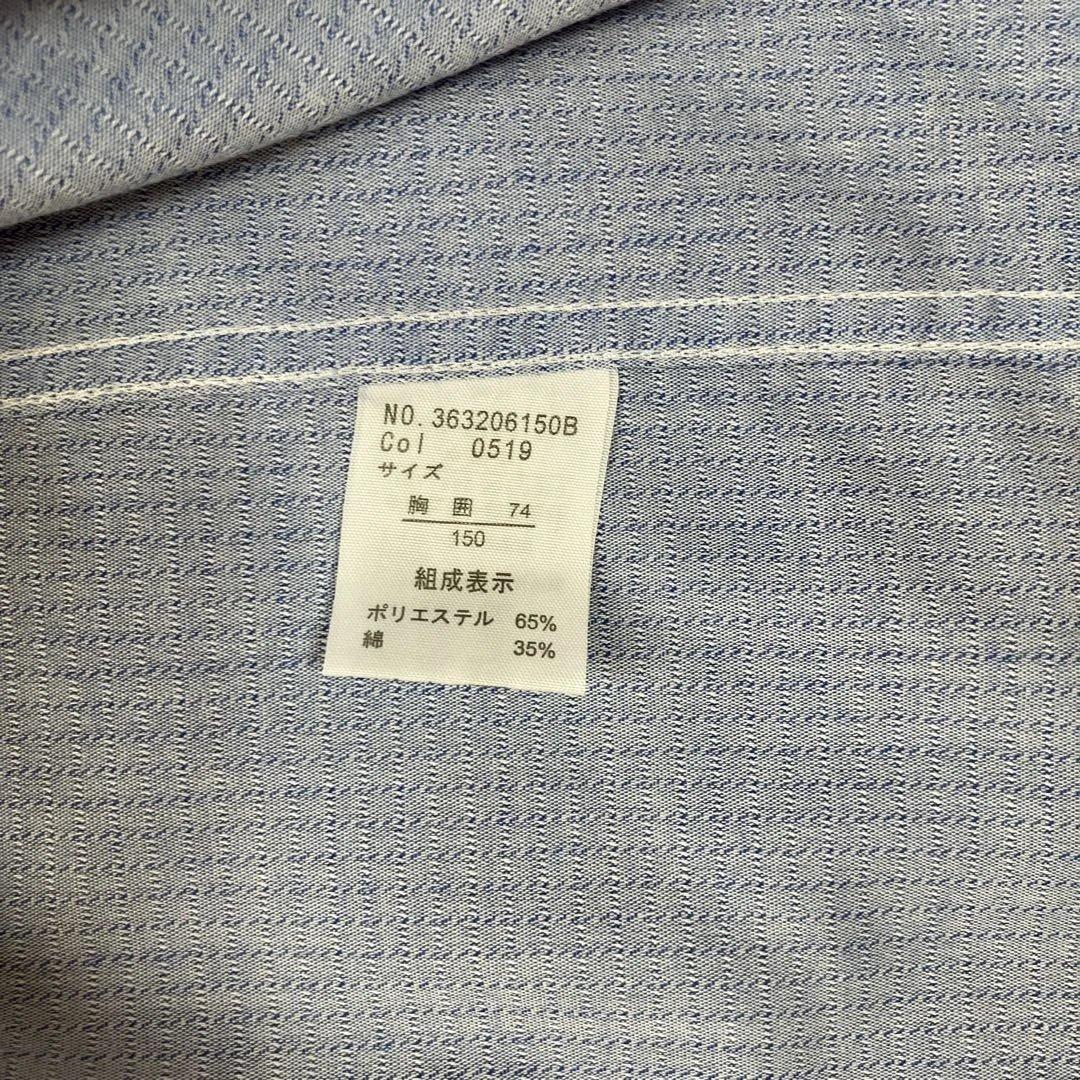 NO. 363206150B
Col 0519
サイズ
胸 囲 74
150
組成表示
ポリエステル 65%
綿 35%